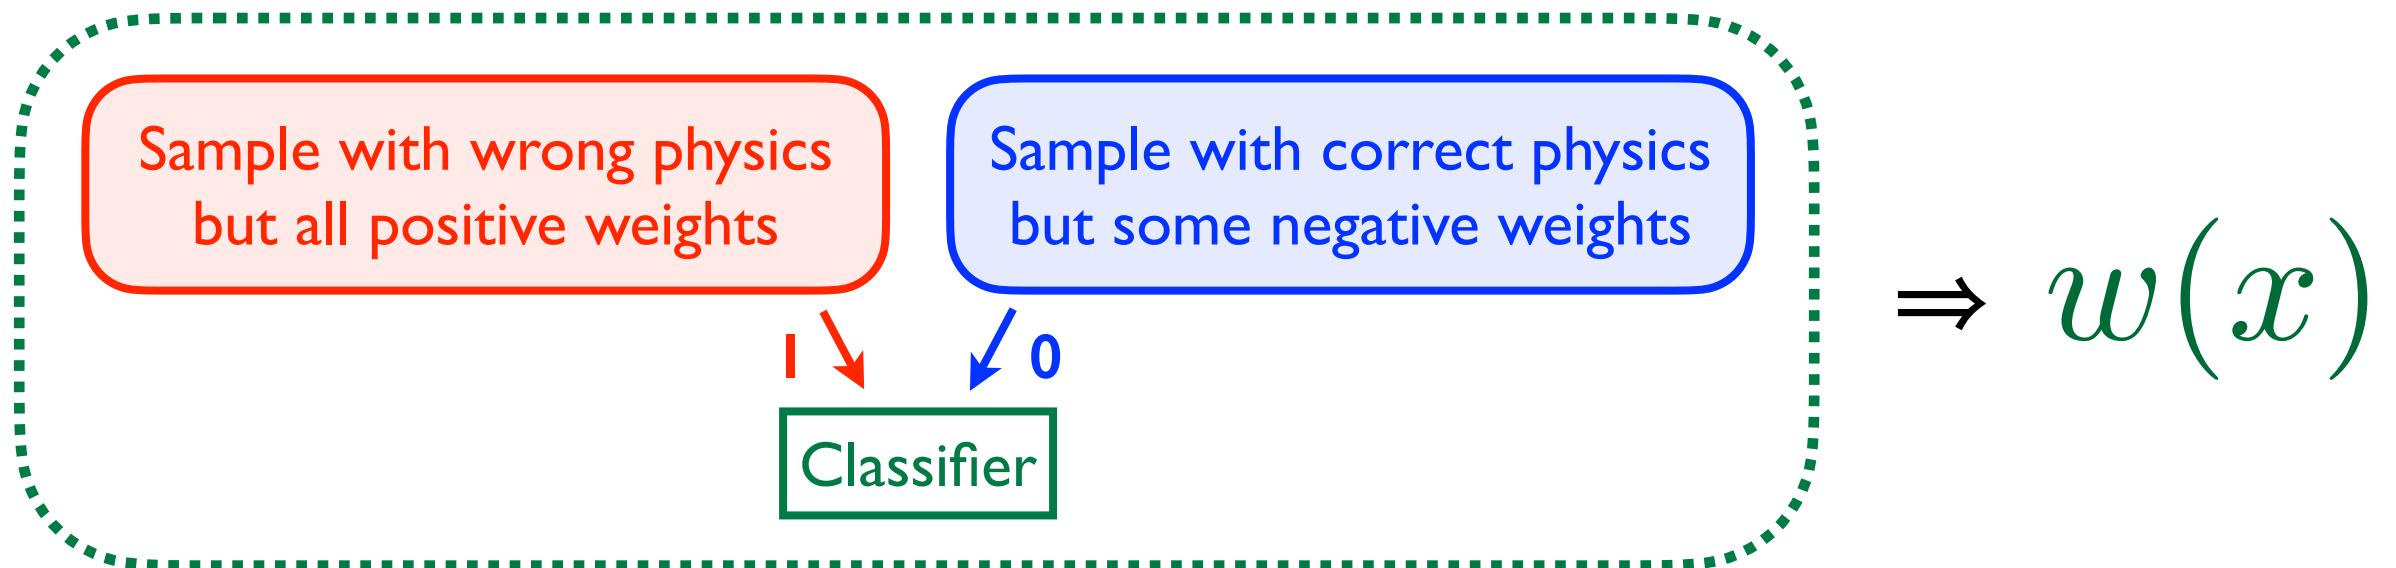 Sample with wrong physics
but all positive weights
Sample with correct physics
but some negative weights
1
0
Classifier
⇒ w(x)